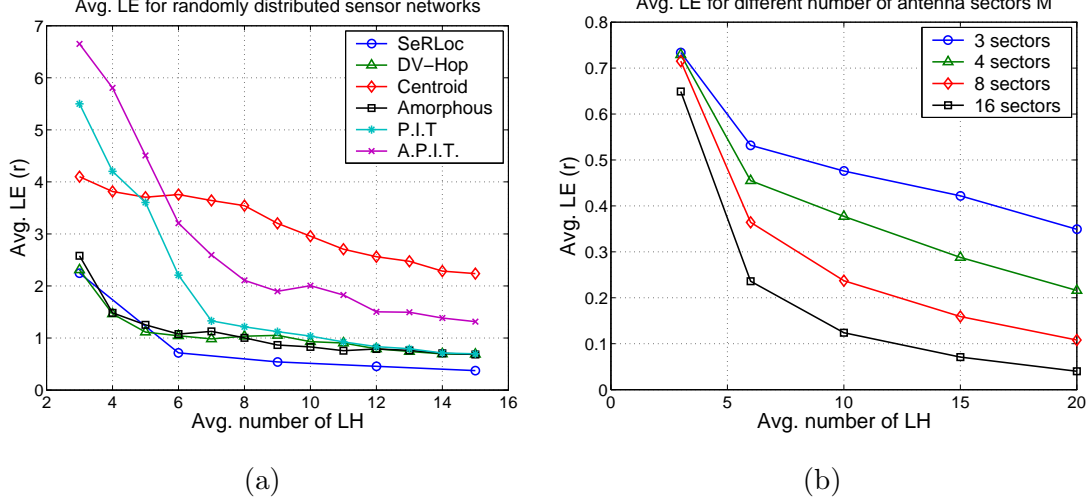 Avg. LE for randomly distributed sensor networks
7
6
5
4
3
2
1
0
Avg. LE (r)
SeRLoc
DV-Hop
Centroid
Amorphous
P.I.T
A.P.I.T.
2 4 6 8 10 12 14 16
Avg. number of LH
(a)
Avg. LE for different number of antenna sectors M
0.8
0.7
0.6
0.5
0.4
0.3
0.2
0.1
0
Avg. LE (r)
3 sectors
4 sectors
8 sectors
16 sectors
0 5 10 15 20
Avg. number of LH
(b)